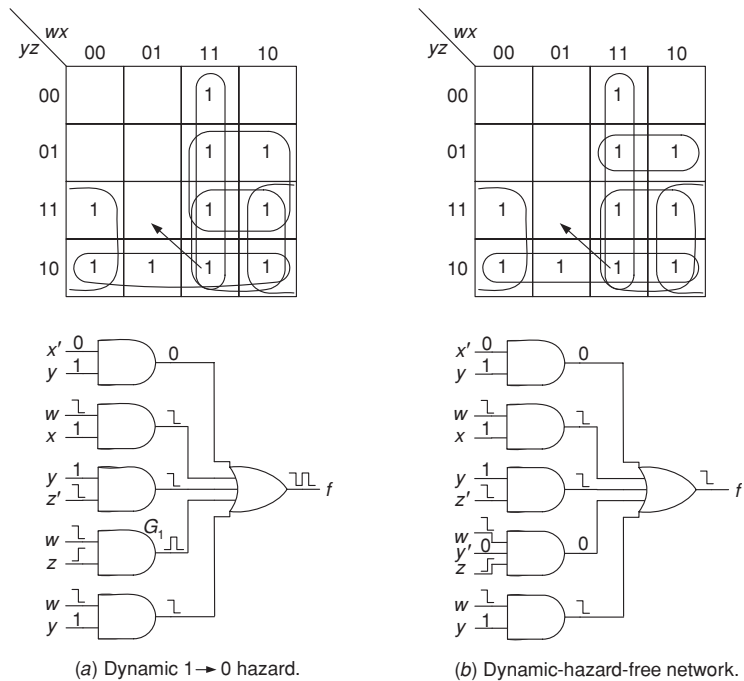 wx wx
yz 00 01 11 10 yz 00 01 11 10
00 1 00 1
01 1 1 01 1 1
11 1 1 1 11 1 1 1
10 1 1 1 1 10 1 1 1 1
x′ 0 0 x′ 0 0
y 1 y 1
w w
x 1 x 1
y 1 f y 1 f
z′ z′
w G1 w
y′ 0 0
z z
w w
y 1 y 1
(a) Dynamic 1→0 hazard. (b) Dynamic-hazard-free network.